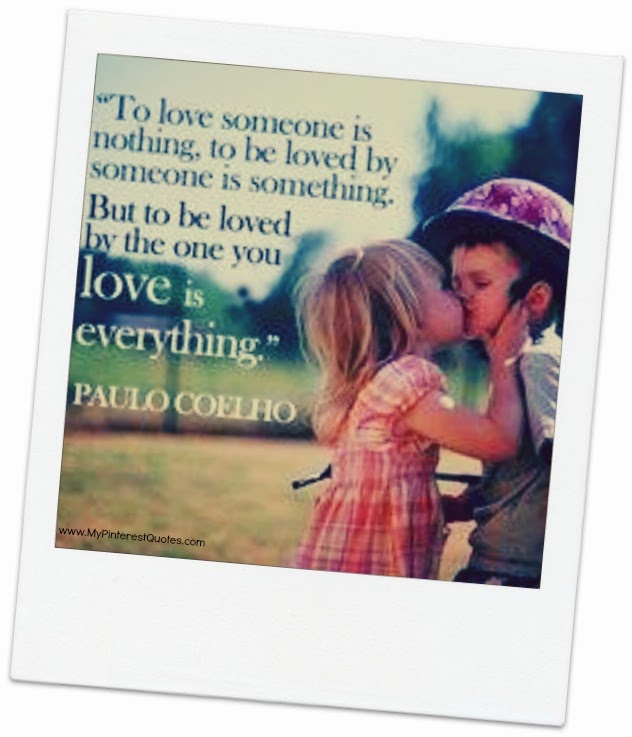 “To love someone is
nothing, to be loved by
someone is something.
But to be loved
by the one you
love is
everything.”
PAULO COELHO
www.MyPinterestQuotes.com